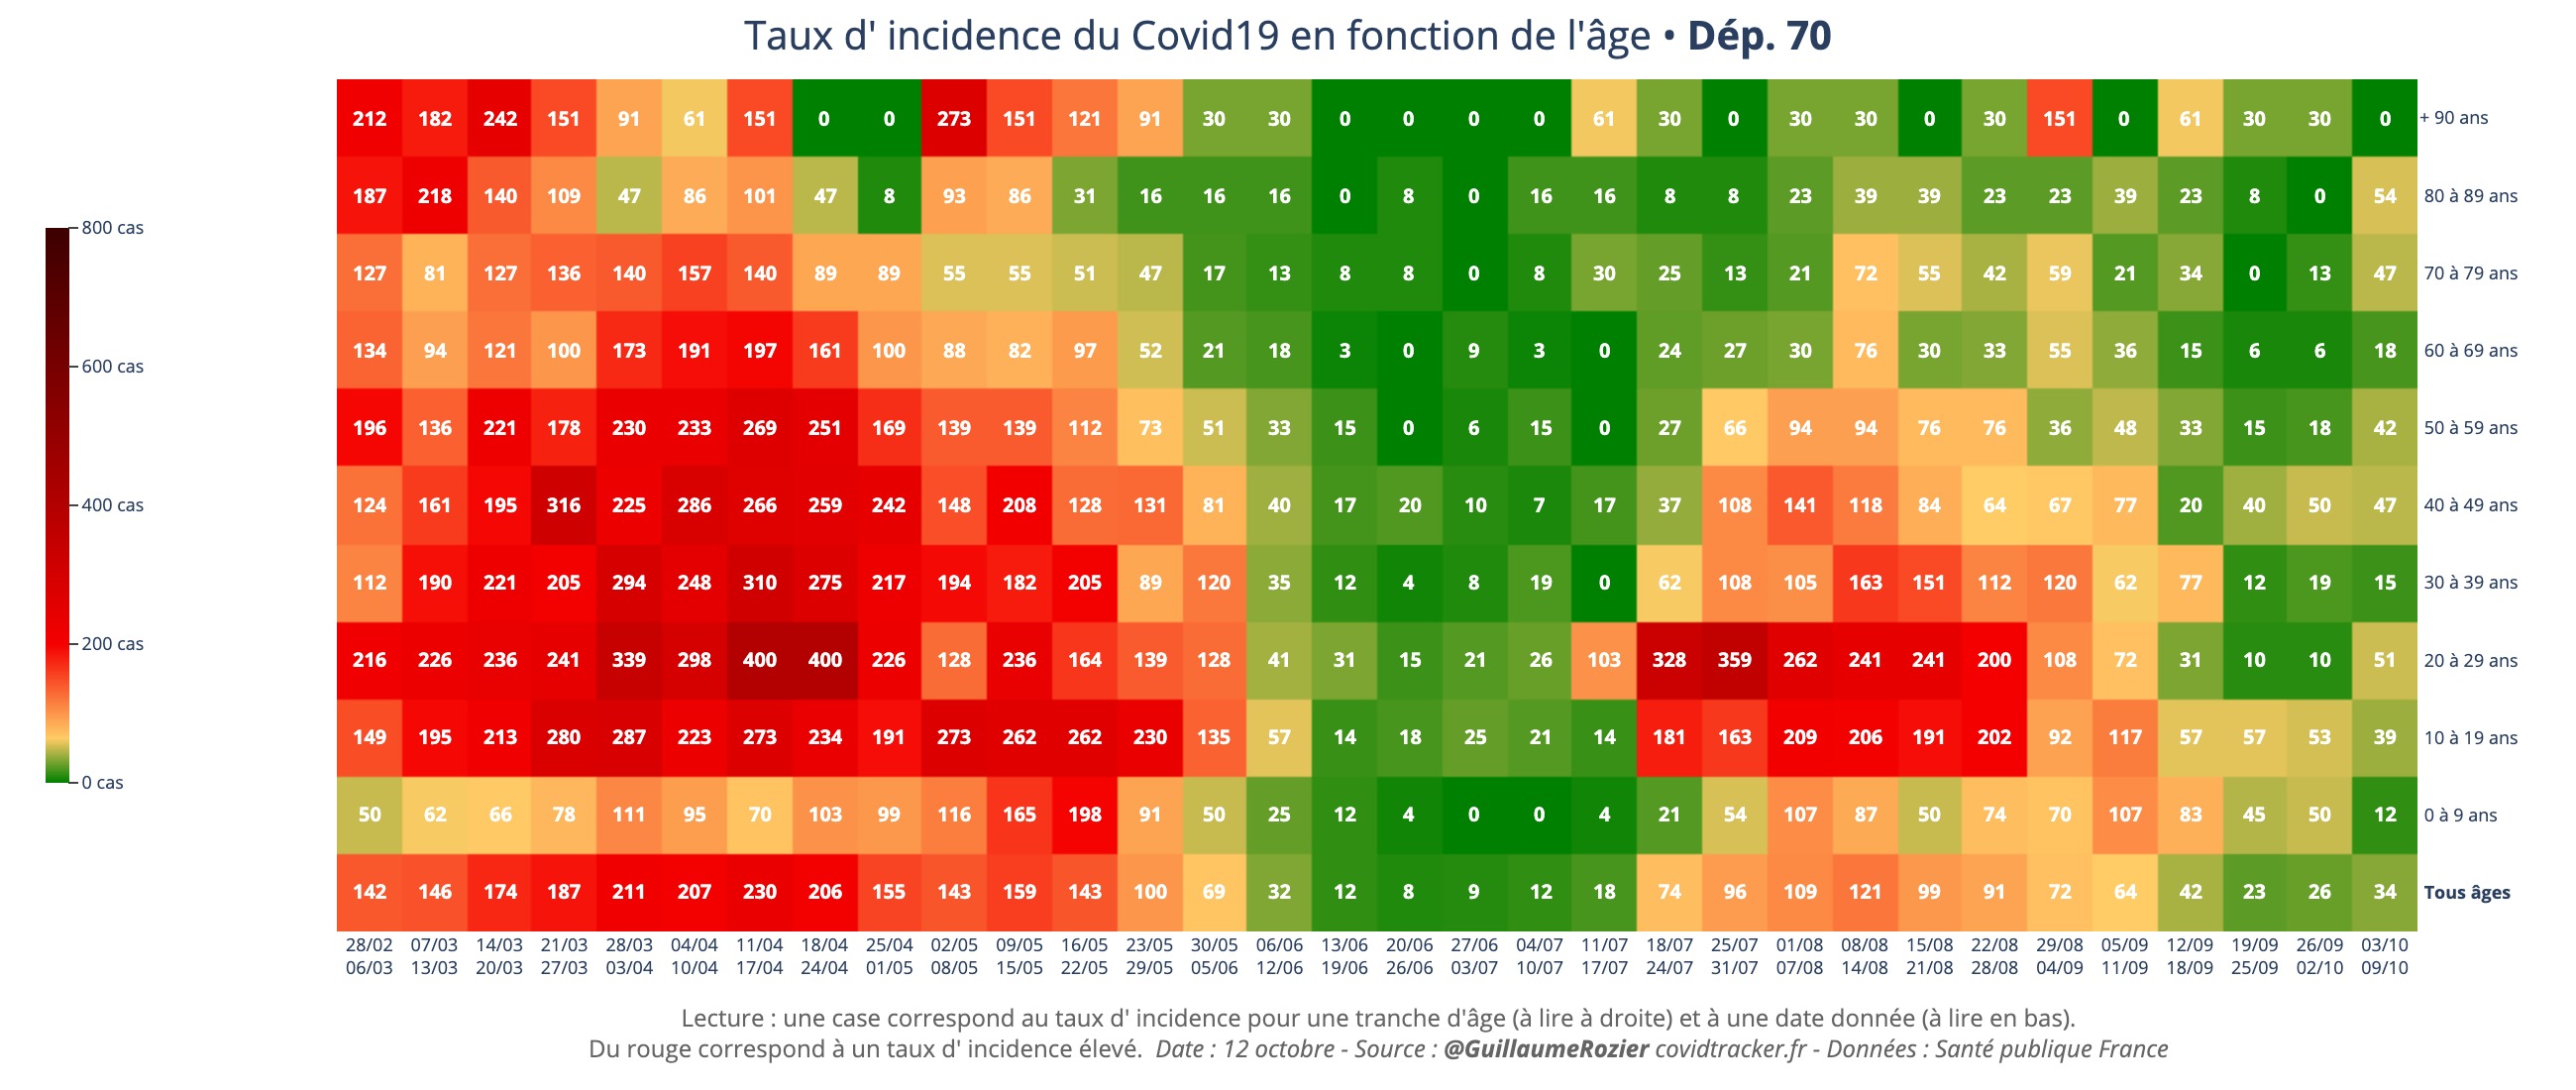 Taux d' incidence du Covid19 en fonction de l'âge • Dép. 70
212 182 242 151 91 61 151 0 0 273 151 121 91 30 30 0 0 0 0 61 30 0 30 30 0 30 151 0 61 30 30 0 + 90 ans
187 218 140 109 47 86 101 47 8 93 86 31 16 16 16 0 8 0 16 16 8 8 23 39 39 23 23 39 23 8 0 54 80 à 89 ans
800 cas
127 81 127 136 140 157 140 89 89 55 55 51 47 17 13 8 8 0 8 30 25 13 21 72 55 42 59 21 34 0 13 47 70 à 79 ans
134 94 121 100 173 191 197 161 100 88 82 97 52 21 18 3 0 9 3 0 24 27 30 76 30 33 55 36 15 6 6 18 60 à 69 ans
600 cas
196 136 221 178 230 233 269 251 169 139 139 112 73 51 33 15 0 6 15 0 27 66 94 94 76 76 36 48 33 15 18 42 50 à 59 ans
400 cas
124 161 195 316 225 286 266 259 242 148 208 128 131 81 40 17 20 10 7 17 37 108 141 118 84 64 67 77 20 40 50 47 40 à 49 ans
112 190 221 205 294 248 310 275 217 194 182 205 89 120 35 12 4 8 19 0 62 108 105 163 151 112 120 62 77 12 19 15 30 à 39 ans
200 cas
216 226 236 241 339 298 400 400 226 128 236 164 139 128 41 31 15 21 26 103 328 359 262 241 241 200 108 72 31 10 10 51 20 à 29 ans
149 195 213 280 287 223 273 234 191 273 262 262 230 135 57 14 18 25 21 14 181 163 209 206 191 202 92 117 57 57 53 39 10 à 19 ans
0 cas
50 62 66 78 111 95 70 103 99 116 165 198 91 50 25 12 4 0 0 4 21 54 107 87 50 74 70 107 83 45 50 12 0 à 9 ans
142 146 174 187 211 207 230 206 155 143 159 143 100 69 32 12 8 9 12 18 74 96 109 121 99 91 72 64 42 23 26 34 Tous âges
28/02 07/03 14/03 21/03 28/03 04/04 11/04 18/04 25/04 02/05 09/05 16/05 23/05 30/05 06/06 13/06 20/06 27/06 04/07 11/07 18/07 25/07 01/08 08/08 15/08 22/08 29/08 05/09 12/09 19/09 26/09 03/10
06/03 13/03 20/03 27/03 03/04 10/04 17/04 24/04 01/05 08/05 15/05 22/05 29/05 05/06 12/06 19/06 26/06 03/07 10/07 17/07 24/07 31/07 07/08 14/08 21/08 28/08 04/09 11/09 18/09 25/09 02/10 09/10
Lecture : une case correspond au taux d' incidence pour une tranche d'âge (à lire à droite) et à une date donnée (à lire en bas).
Du rouge correspond à un taux d' incidence élevé. Date : 12 octobre - Source : @GuillaumeRozier covidtracker.fr - Données : Santé publique France